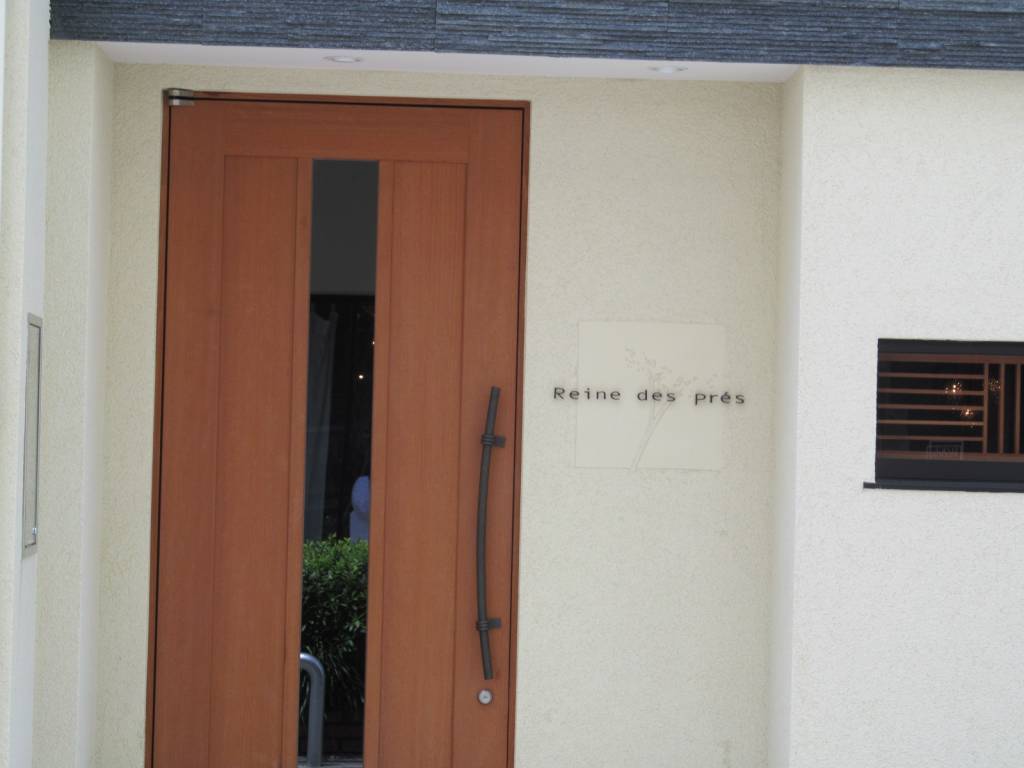 Reine des prés